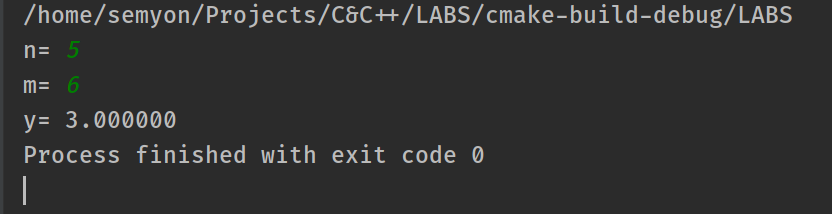 /home/semyon/Projects/C&C++/LABS/cmake-build-debug/LABS
n= 5
m= 6
y= 3.000000
Process finished with exit code 0